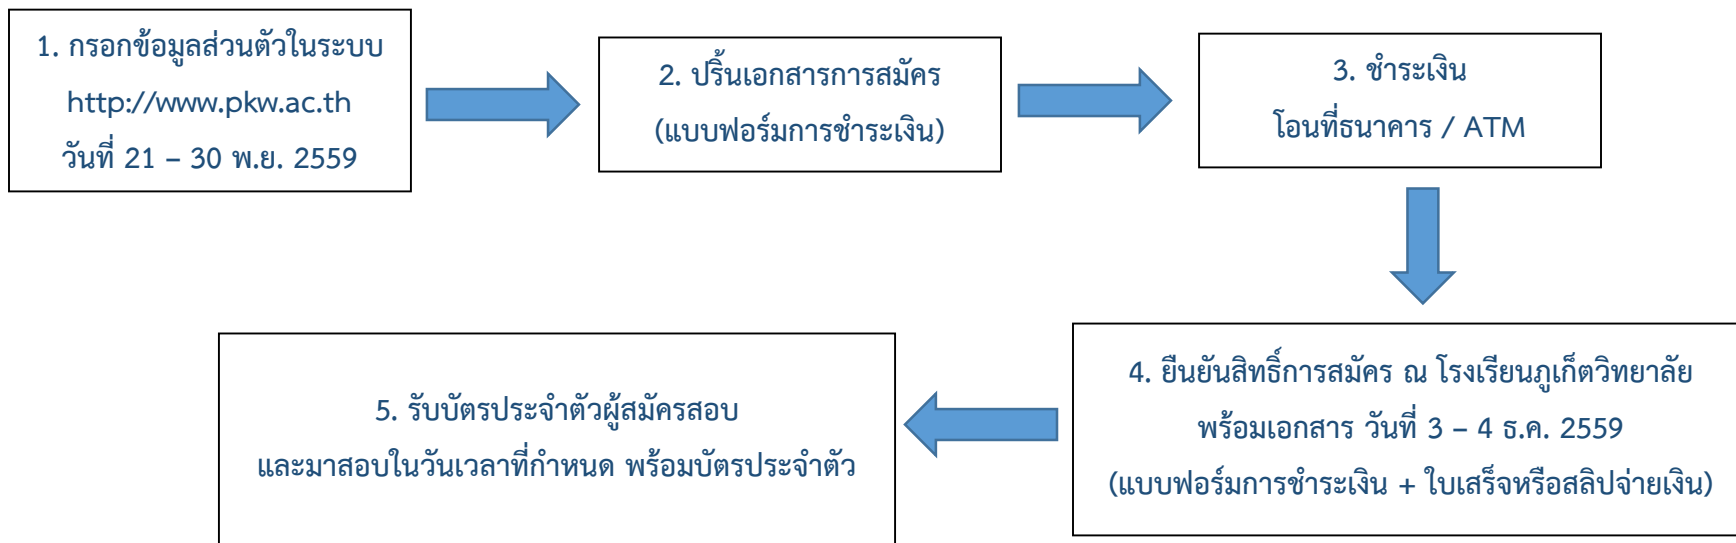 1. กรอกข้อมูลส่วนตัวในระบบ
http://www.pkw.ac.th
วันที่ 21 – 30 พ.ย. 2559
2. ปริ้นเอกสารการสมัคร
(แบบฟอร์มการชำระเงิน)
3. ชำระเงิน
โอนที่ธนาคาร / ATM
4. ยืนยันสิทธิ์การสมัคร ณ โรงเรียนภูเก็ตวิทยาลัย
พร้อมเอกสาร วันที่ 3 – 4 ธ.ค. 2559
(แบบฟอร์มการชำระเงิน + ใบเสร็จหรือสลิปจ่ายเงิน)
5. รับบัตรประจำตัวผู้สมัครสอบ
และมาสอบในวันเวลาที่กำหนด พร้อมบัตรประจำตัว